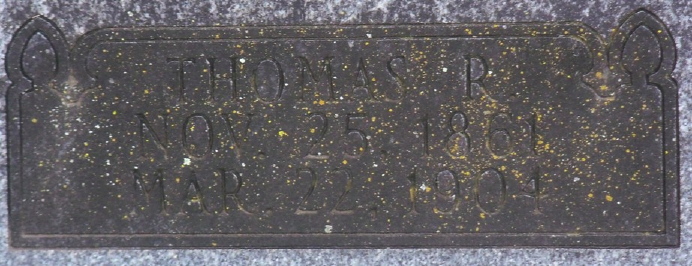 THOMAS R.
NOV. 25, 1861
MAR. 22, 1904